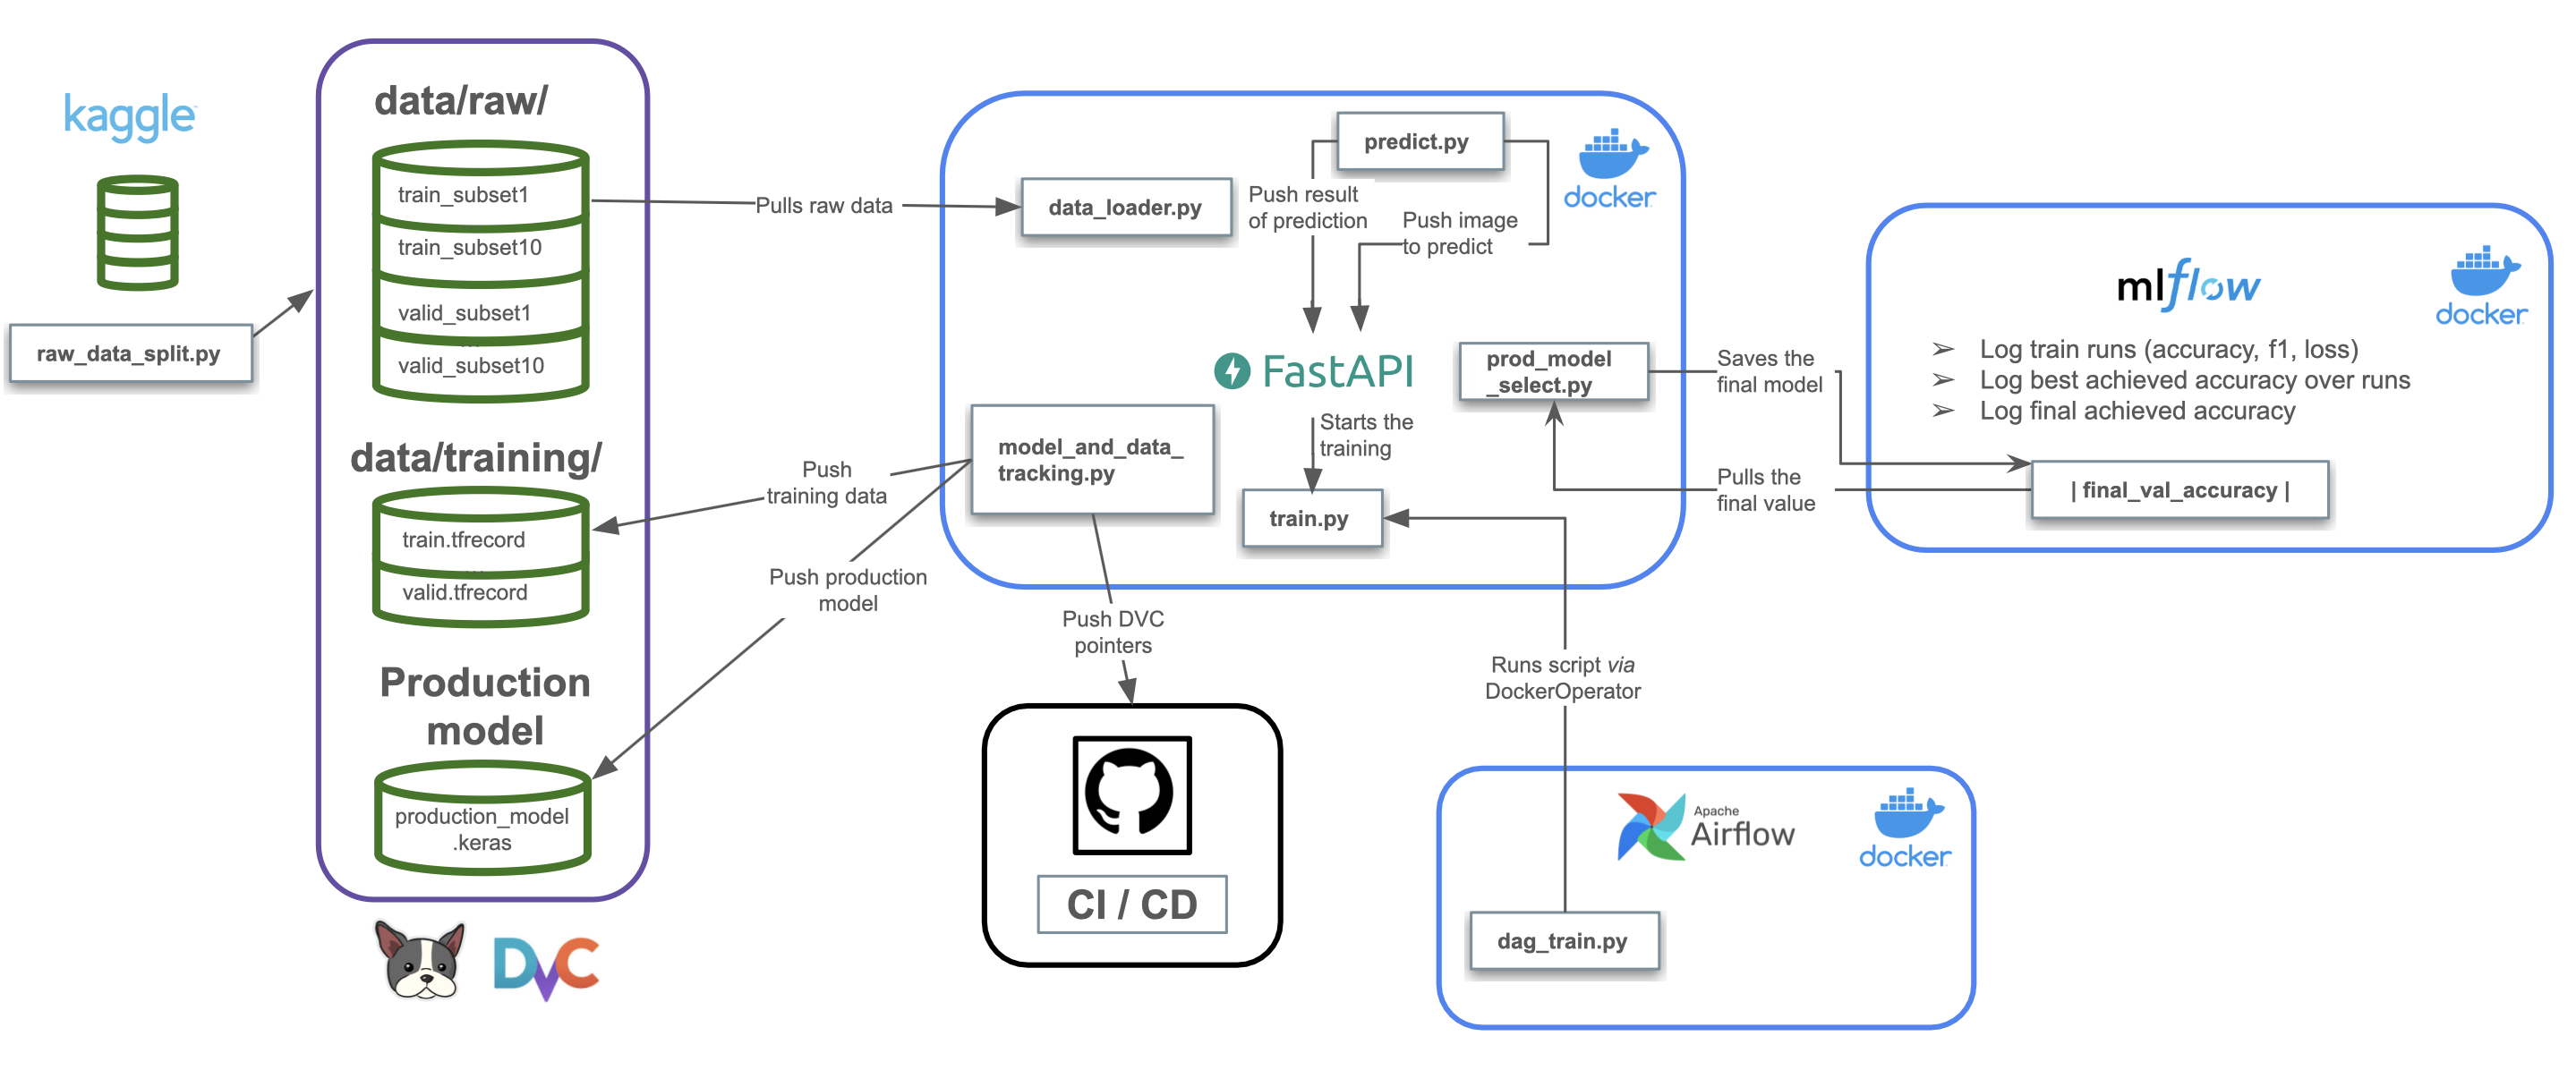 kaggle
raw_data_split.py
data/raw/
train_subset1
train_subset10
valid_subset1
...
valid_subset10
data/training/
train.tfrecord
...
valid.tfrecord
Production
model
production_model
.keras
DVC
Pulls raw data
Push
training data
Push production
model
data_loader.py
predict.py
Push result
of prediction
Push image
to predict
docker
FastAPI
Starts the
training
train.py
model_and_data_
tracking.py
prod_model
_select.py
Push DVC
pointers
CI / CD
Saves the
final model
Pulls the
final value
mlflow
docker
➢ Log train runs (accuracy, f1, loss)
➢ Log best achieved accuracy over runs
➢ Log final achieved accuracy
| final_val_accuracy |
Runs script via
DockerOperator
Apache
Airflow
docker
dag_train.py